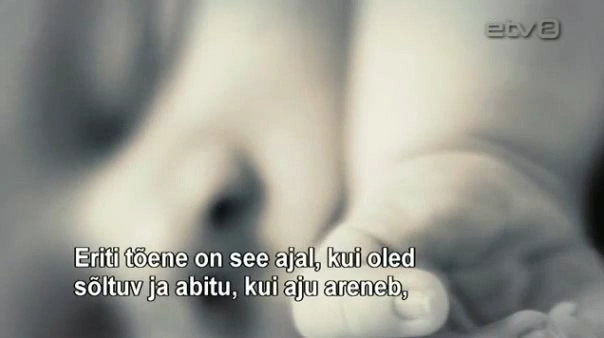 etv2
Eriti tõene on see ajal, kui oled
sõltuv ja abitu, kui aju areneb,